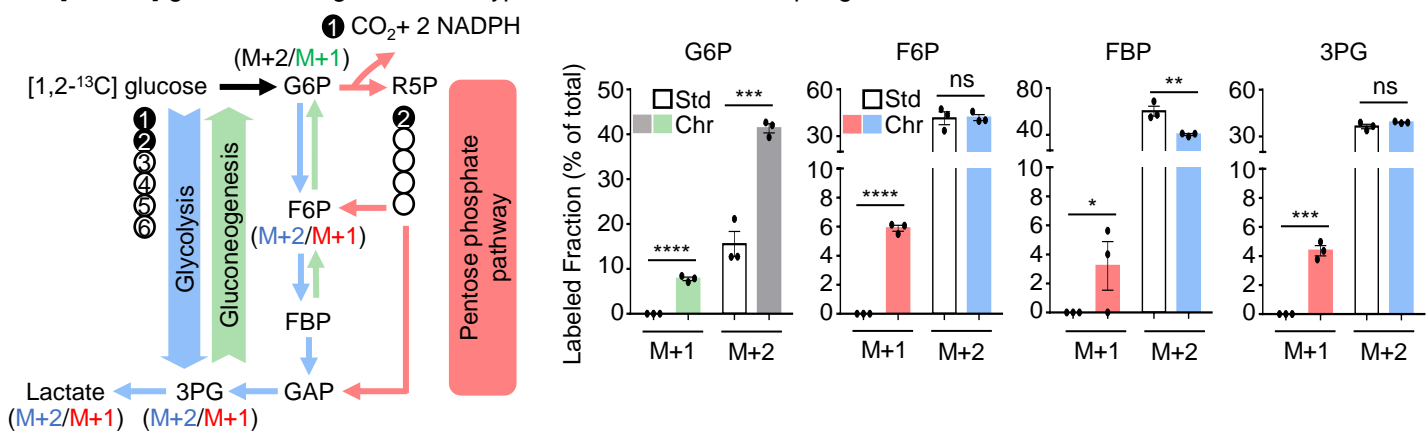 ❶ CO₂+ 2 NADPH
(M+2/M+1)
[1,2-¹³C] glucose
G6P
R5P
1
2
3
4
5
6
2
Glycolysis
Gluconeogenesis
F6P
(M+2/M+1)
Pentose phosphate
pathway
FBP
Lactate
3PG
GAP
(M+2/M+1)
(M+2/M+1)
Labeled Fraction (% of total)
G6P
50
40
30
20
10
0
Std
Chr
****
***
M+1
M+2
F6P
60
30
10
8
6
4
2
0
Std
Chr
****
ns
M+1
M+2
FBP
80
40
8
6
4
2
0
*
**
M+1
M+2
3PG
60
30
10
8
6
4
2
0
***
ns
M+1
M+2